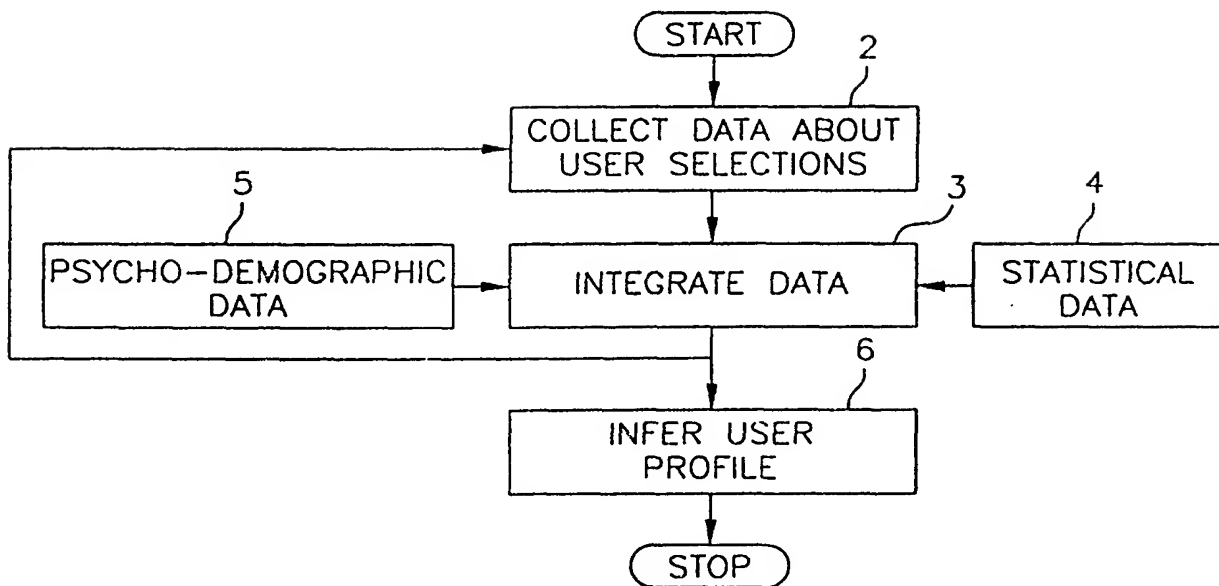 START
2
COLLECT DATA ABOUT
USER SELECTIONS
5
3
4
PSYCHO-DEMOGRAPHIC
DATA
INTEGRATE DATA
STATISTICAL
DATA
6
INFER USER
PROFILE
STOP